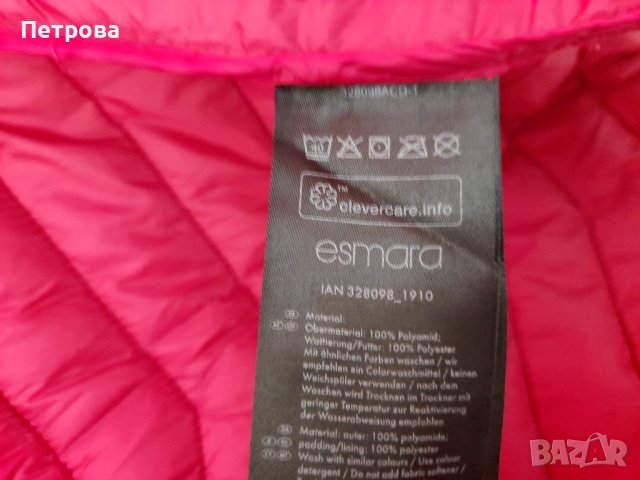 Петрова
clevercare.info
esmara
IAN 328098_1910
Material:
Obermaterial: 100% Polyamid;
Wattierung/Futter: 100% Polyester
Mit ähnlichen Farben waschen / wir
empfehlen ein Colorwaschmittel / keinen
Weichspüler verwenden / nach dem
Waschen wird Trocknen im Trockner mit
geringer Temperatur zur Reaktivierung
der Wasserabweisung empfohlen
Material: outer: 100% polyamide;
padding/lining: 100% polyester
Wash with similar colours / Use colour
detergent / Do not add fabric softener /
BAZAR